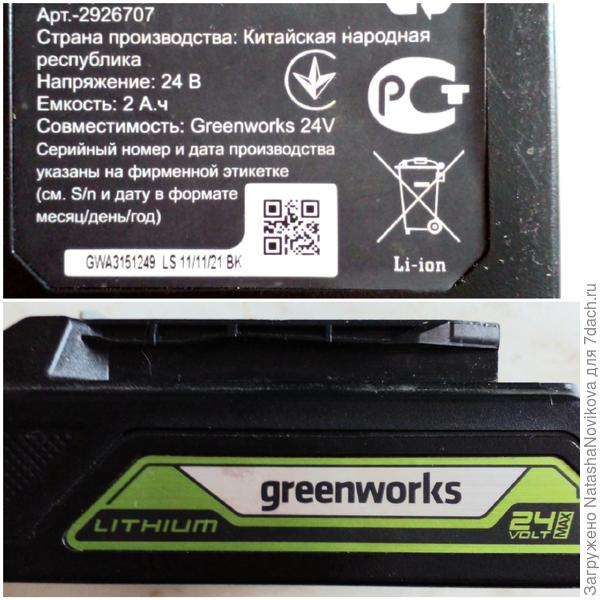 Арт.-2926707
Страна производства: Китайская народная
республика
Напряжение: 24 В
Емкость: 2 А.ч
Совместимость: Greenworks 24V
Серийный номер и дата производства
указаны на фирменной этикетке
(см. S/n и дату в формате
месяц/день/год)
GWA3151249 LS 11/11/21 BK
РСТ
Li-ion
greenworks
LITHIUM
24
VOLT
MAX
Загружено NatashaNovikova для 7dach.ru